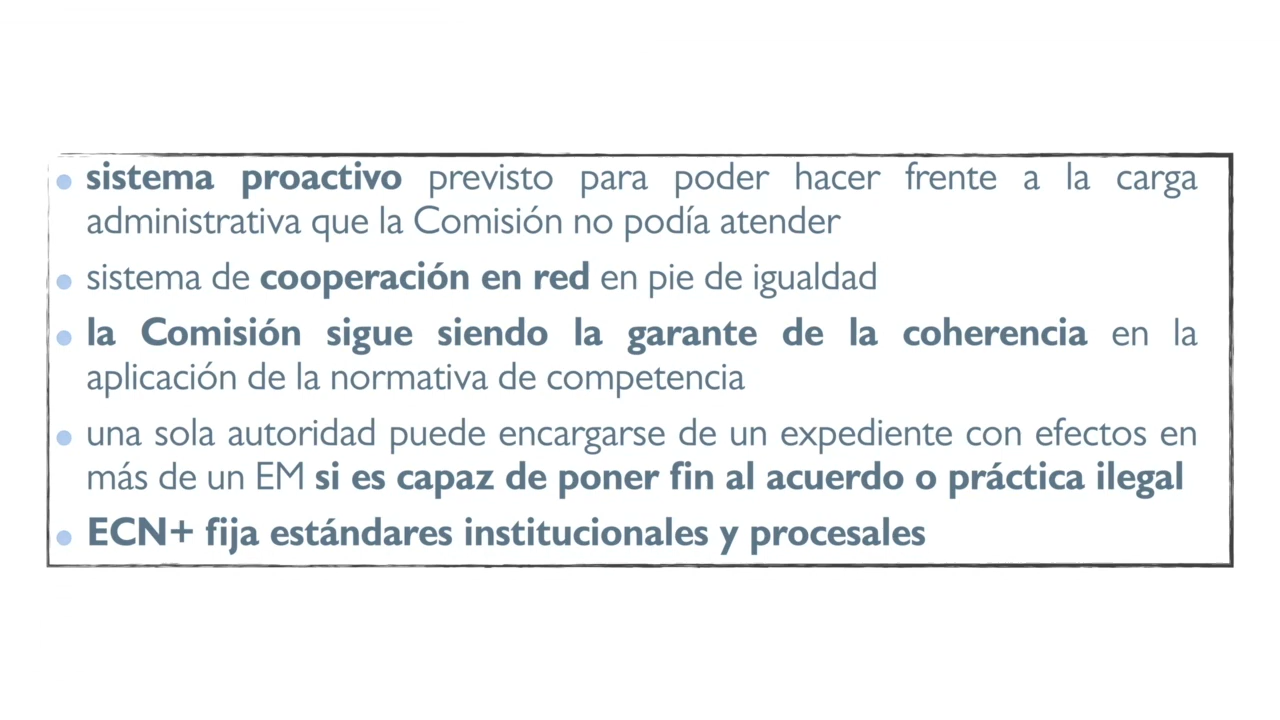 sistema proactivo previsto para poder hacer frente a la carga
administrativa que la Comisión no podía atender
sistema de cooperación en red en pie de igualdad
la Comisión sigue siendo la garante de la coherencia en la
aplicación de la normativa de competencia
una sola autoridad puede encargarse de un expediente con efectos en
más de un EM si es capaz de poner fin al acuerdo o práctica ilegal
ECN+ fija estándares institucionales y procesales